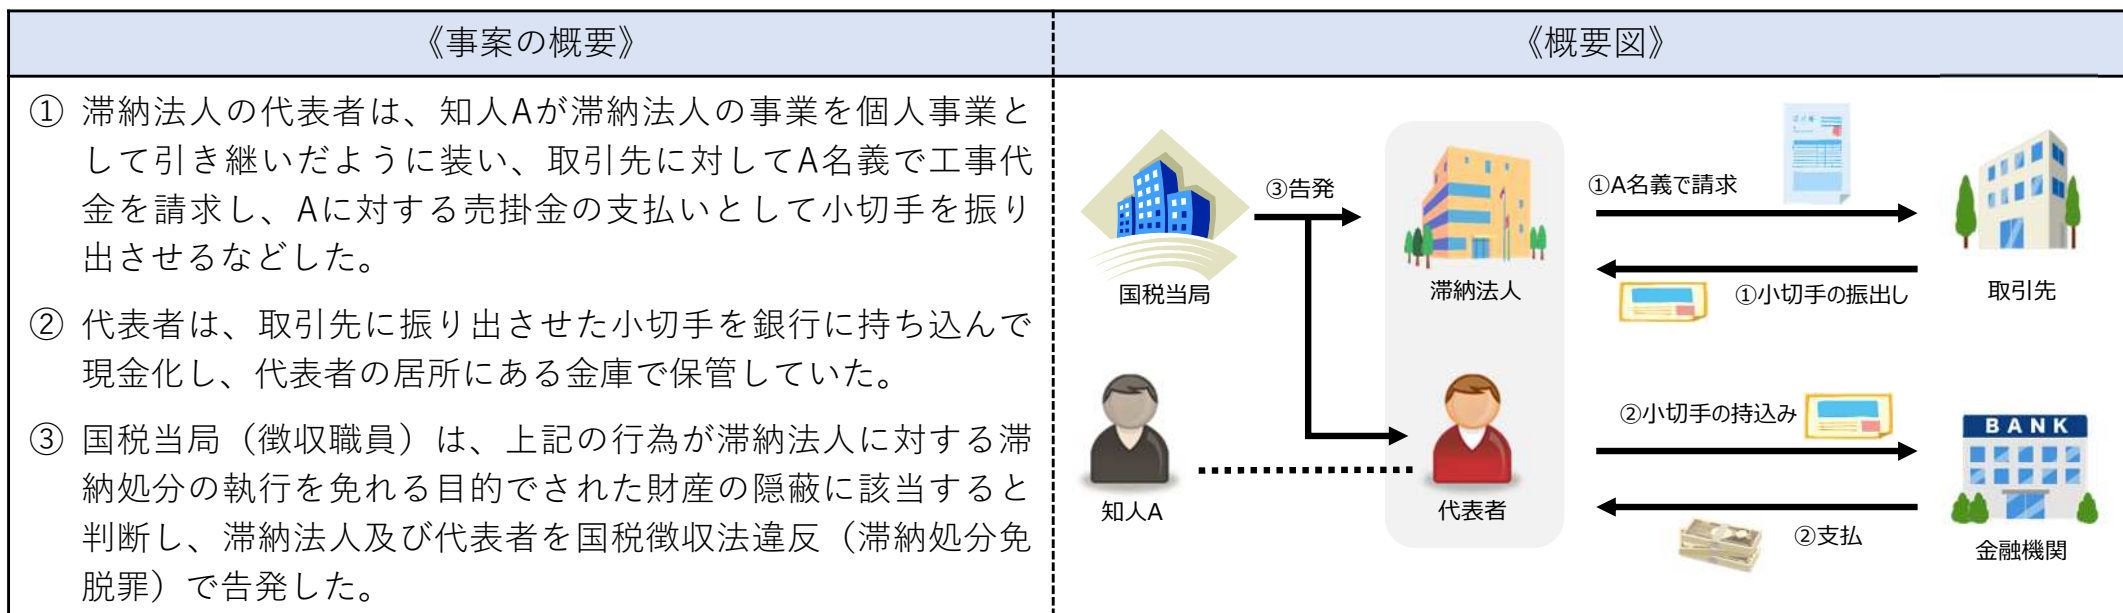 《事案の概要》
① 滞納法人の代表者は、知人Aが滞納法人の事業を個人事業と
して引き継いだように装い、取引先に対してA名義で工事代
金を請求し、Aに対する売掛金の支払いとして小切手を振り
出させるなどした。
② 代表者は、取引先に振り出させた小切手を銀行に持ち込んで
現金化し、代表者の居所にある金庫で保管していた。
③ 国税当局（徴収職員）は、上記の行為が滞納法人に対する滞
納処分の執行を免れる目的でされた財産の隠蔽に該当すると
判断し、滞納法人及び代表者を国税徴収法違反（滞納処分免
脱罪）で告発した。
《概要図》
③告発
①A名義で請求
国税当局
滞納法人
①小切手の振出し
取引先
②小切手の持込み
BANK
知人A
代表者
②支払
金融機関